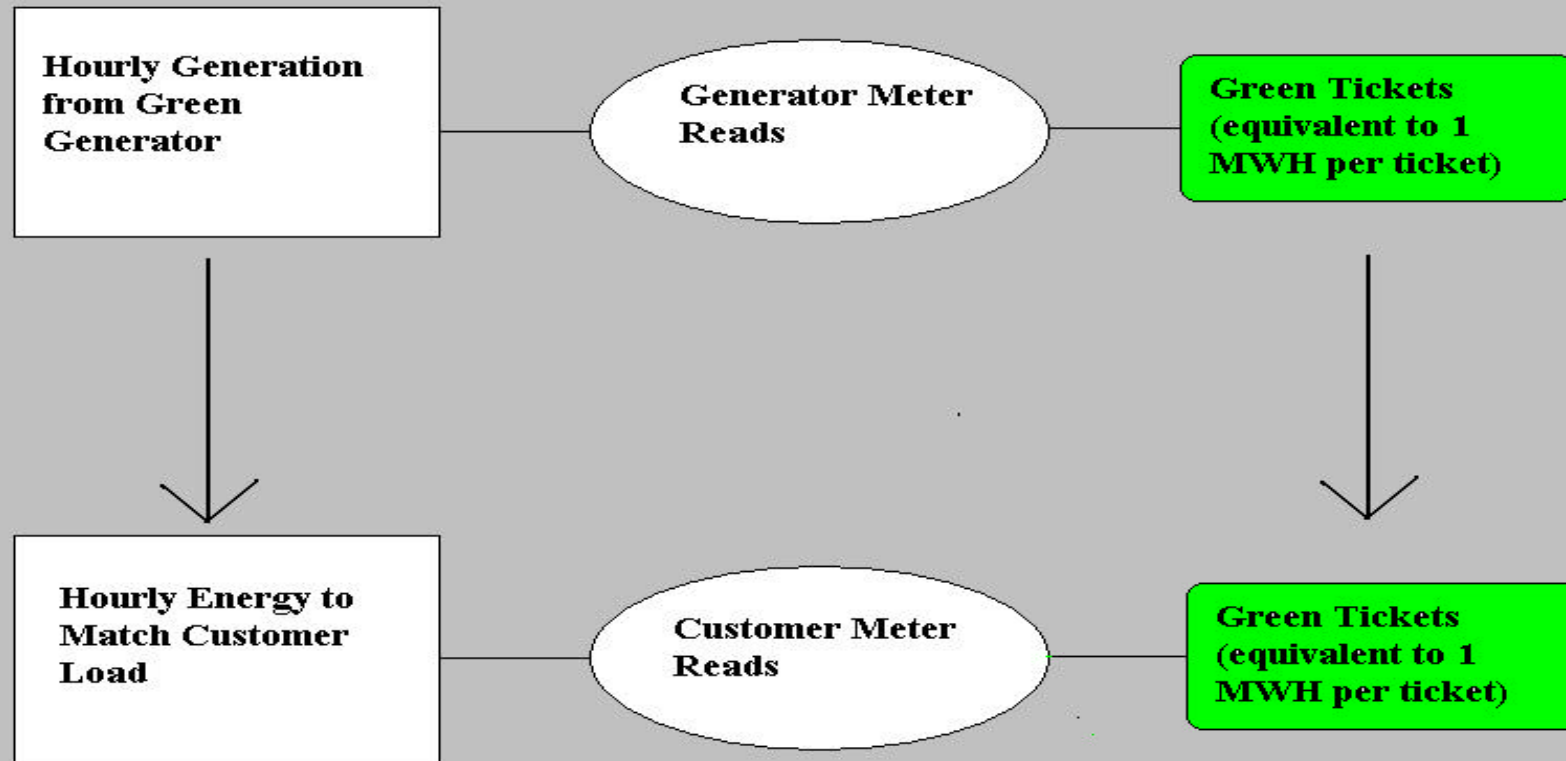 Hourly Generation
from Green
Generator
Generator Meter
Reads
Green Tickets
(equivalent to 1
MWH per ticket)
Hourly Energy to
Match Customer
Load
Customer Meter
Reads
Green Tickets
(equivalent to 1
MWH per ticket)